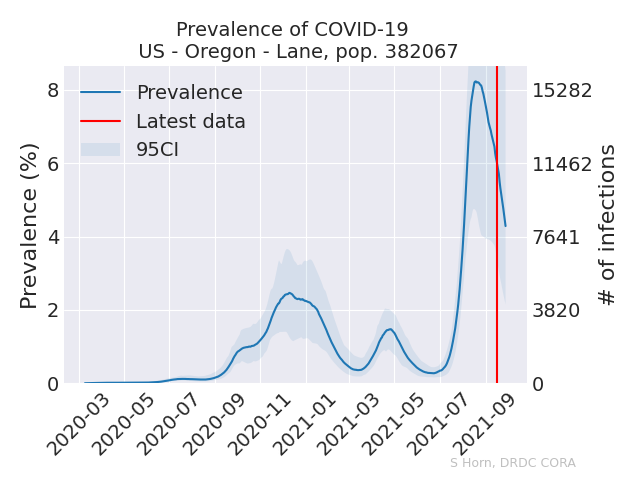 Prevalence of COVID-19
US - Oregon - Lane, pop. 382067
Prevalence
Latest data
95CI
Prevalence (%)
8
6
4
2
0
15282
11462
7641
3820
0
# of infections
2020-03
2020-05
2020-07
2020-09
2020-11
2021-01
2021-03
2021-05
2021-07
2021-09
S Horn, DRDC CORA